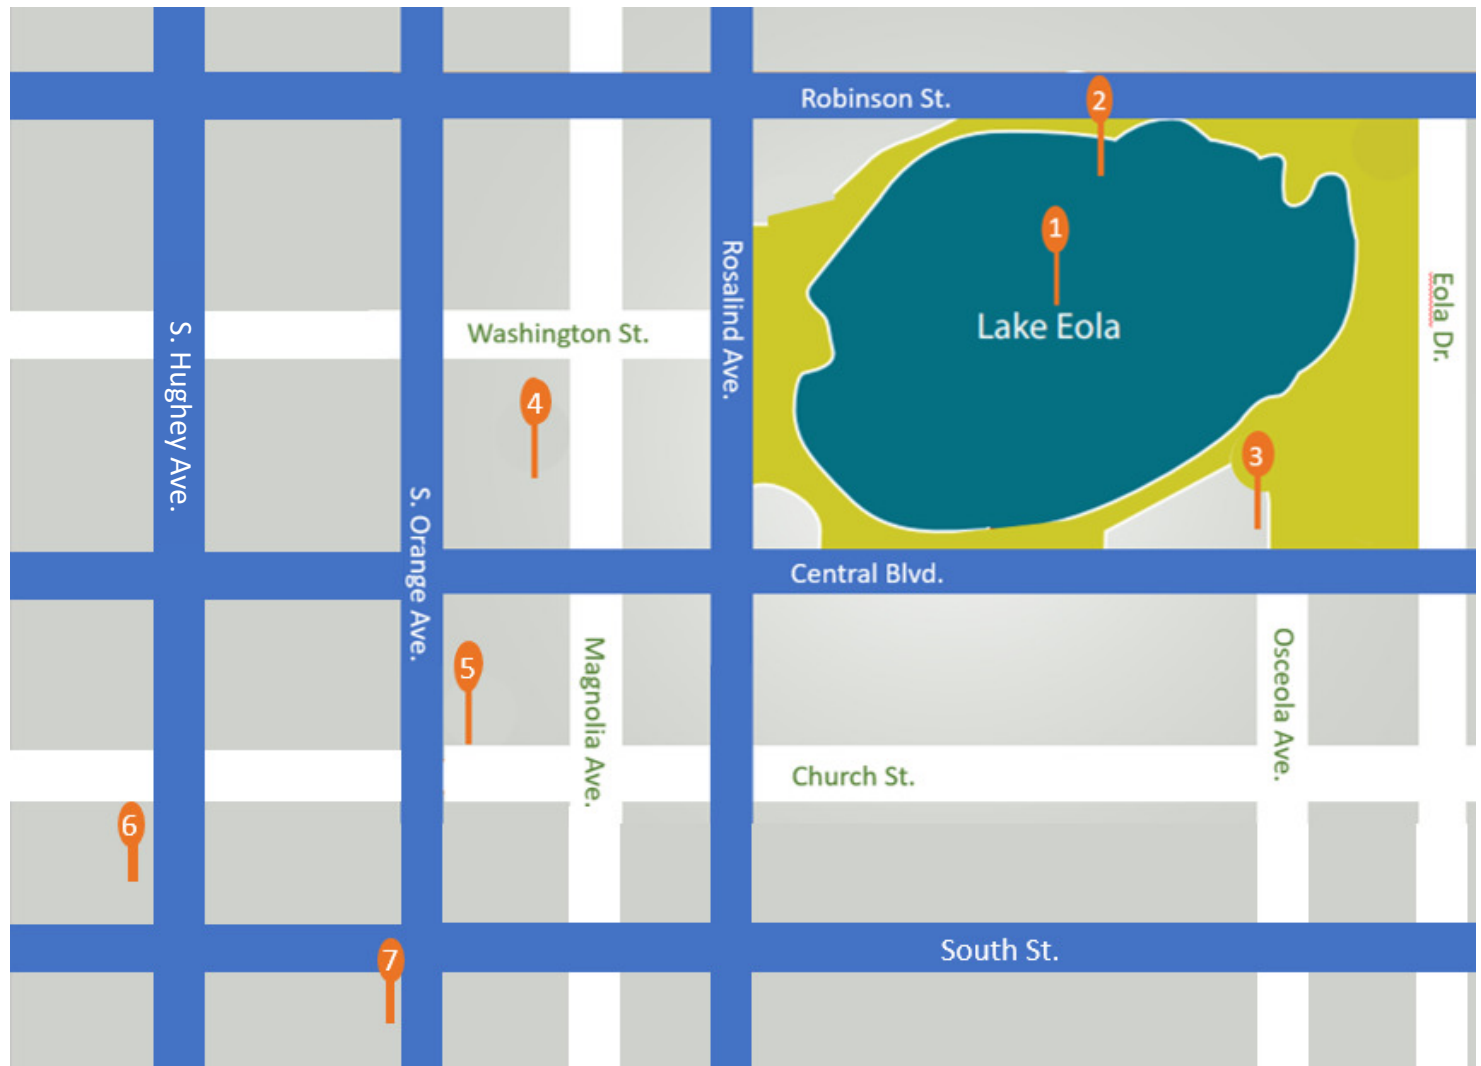 Robinson St.
2
1
Rosalind Ave.
Lake Eola
Eola Dr.
Washington St.
S. Hughey Ave.
4
3
S. Orange Ave.
Central Blvd.
5
Magnolia Ave.
Osceola Ave.
Church St.
6
7
South St.